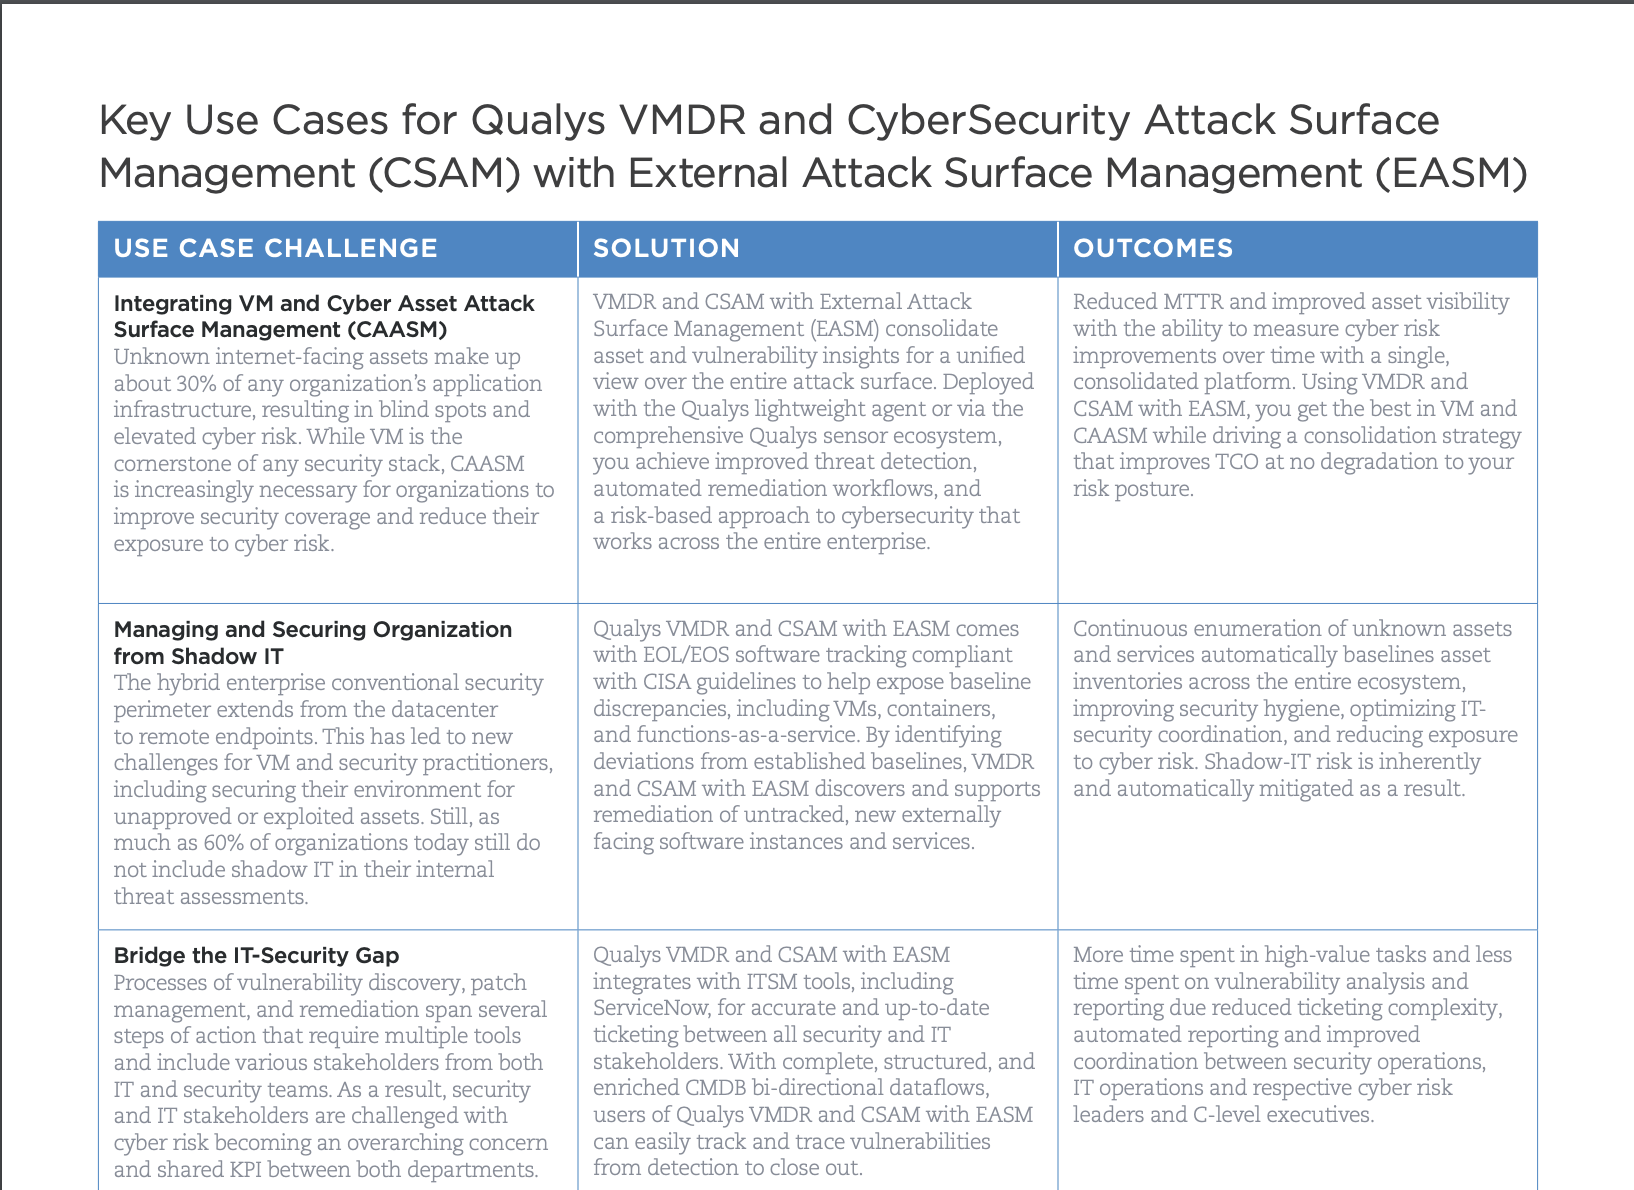 Key Use Cases for Qualys VMDR and CyberSecurity Attack Surface
Management (CSAM) with External Attack Surface Management (EASM)
USE CASE CHALLENGE
SOLUTION
OUTCOMES
Integrating VM and Cyber Asset Attack
Surface Management (CAASM)
Unknown internet-facing assets make up
about 30% of any organization’s application
infrastructure, resulting in blind spots and
elevated cyber risk. While VM is the
cornerstone of any security stack, CAASM
is increasingly necessary for organizations to
improve security coverage and reduce their
exposure to cyber risk.
VMDR and CSAM with External Attack
Surface Management (EASM) consolidate
asset and vulnerability insights for a unified
view over the entire attack surface. Deployed
with the Qualys lightweight agent or via the
comprehensive Qualys sensor ecosystem,
you achieve improved threat detection,
automated remediation workflows, and
a risk-based approach to cybersecurity that
works across the entire enterprise.
Reduced MTTR and improved asset visibility
with the ability to measure cyber risk
improvements over time with a single,
consolidated platform. Using VMDR and
CSAM with EASM, you get the best in VM and
CAASM while driving a consolidation strategy
that improves TCO at no degradation to your
risk posture.
Managing and Securing Organization
from Shadow IT
The hybrid enterprise conventional security
perimeter extends from the datacenter
to remote endpoints. This has led to new
challenges for VM and security practitioners,
including securing their environment for
unapproved or exploited assets. Still, as
much as 60% of organizations today still do
not include shadow IT in their internal
threat assessments.
Qualys VMDR and CSAM with EASM comes
with EOL/EOS software tracking compliant
with CISA guidelines to help expose baseline
discrepancies, including VMs, containers,
and functions-as-a-service. By identifying
deviations from established baselines, VMDR
and CSAM with EASM discovers and supports
remediation of untracked, new externally
facing software instances and services.
Continuous enumeration of unknown assets
and services automatically baselines asset
inventories across the entire ecosystem,
improving security hygiene, optimizing IT-
security coordination, and reducing exposure
to cyber risk. Shadow-IT risk is inherently
and automatically mitigated as a result.
Bridge the IT-Security Gap
Processes of vulnerability discovery, patch
management, and remediation span several
steps of action that require multiple tools
and include various stakeholders from both
IT and security teams. As a result, security
and IT stakeholders are challenged with
cyber risk becoming an overarching concern
and shared KPI between both departments.
Qualys VMDR and CSAM with EASM
integrates with ITSM tools, including
ServiceNow, for accurate and up-to-date
ticketing between all security and IT
stakeholders. With complete, structured, and
enriched CMDB bi-directional dataflows,
users of Qualys VMDR and CSAM with EASM
can easily track and trace vulnerabilities
from detection to close out.
More time spent in high-value tasks and less
time spent on vulnerability analysis and
reporting due reduced ticketing complexity,
automated reporting and improved
coordination between security operations,
IT operations and respective cyber risk
leaders and C-level executives.